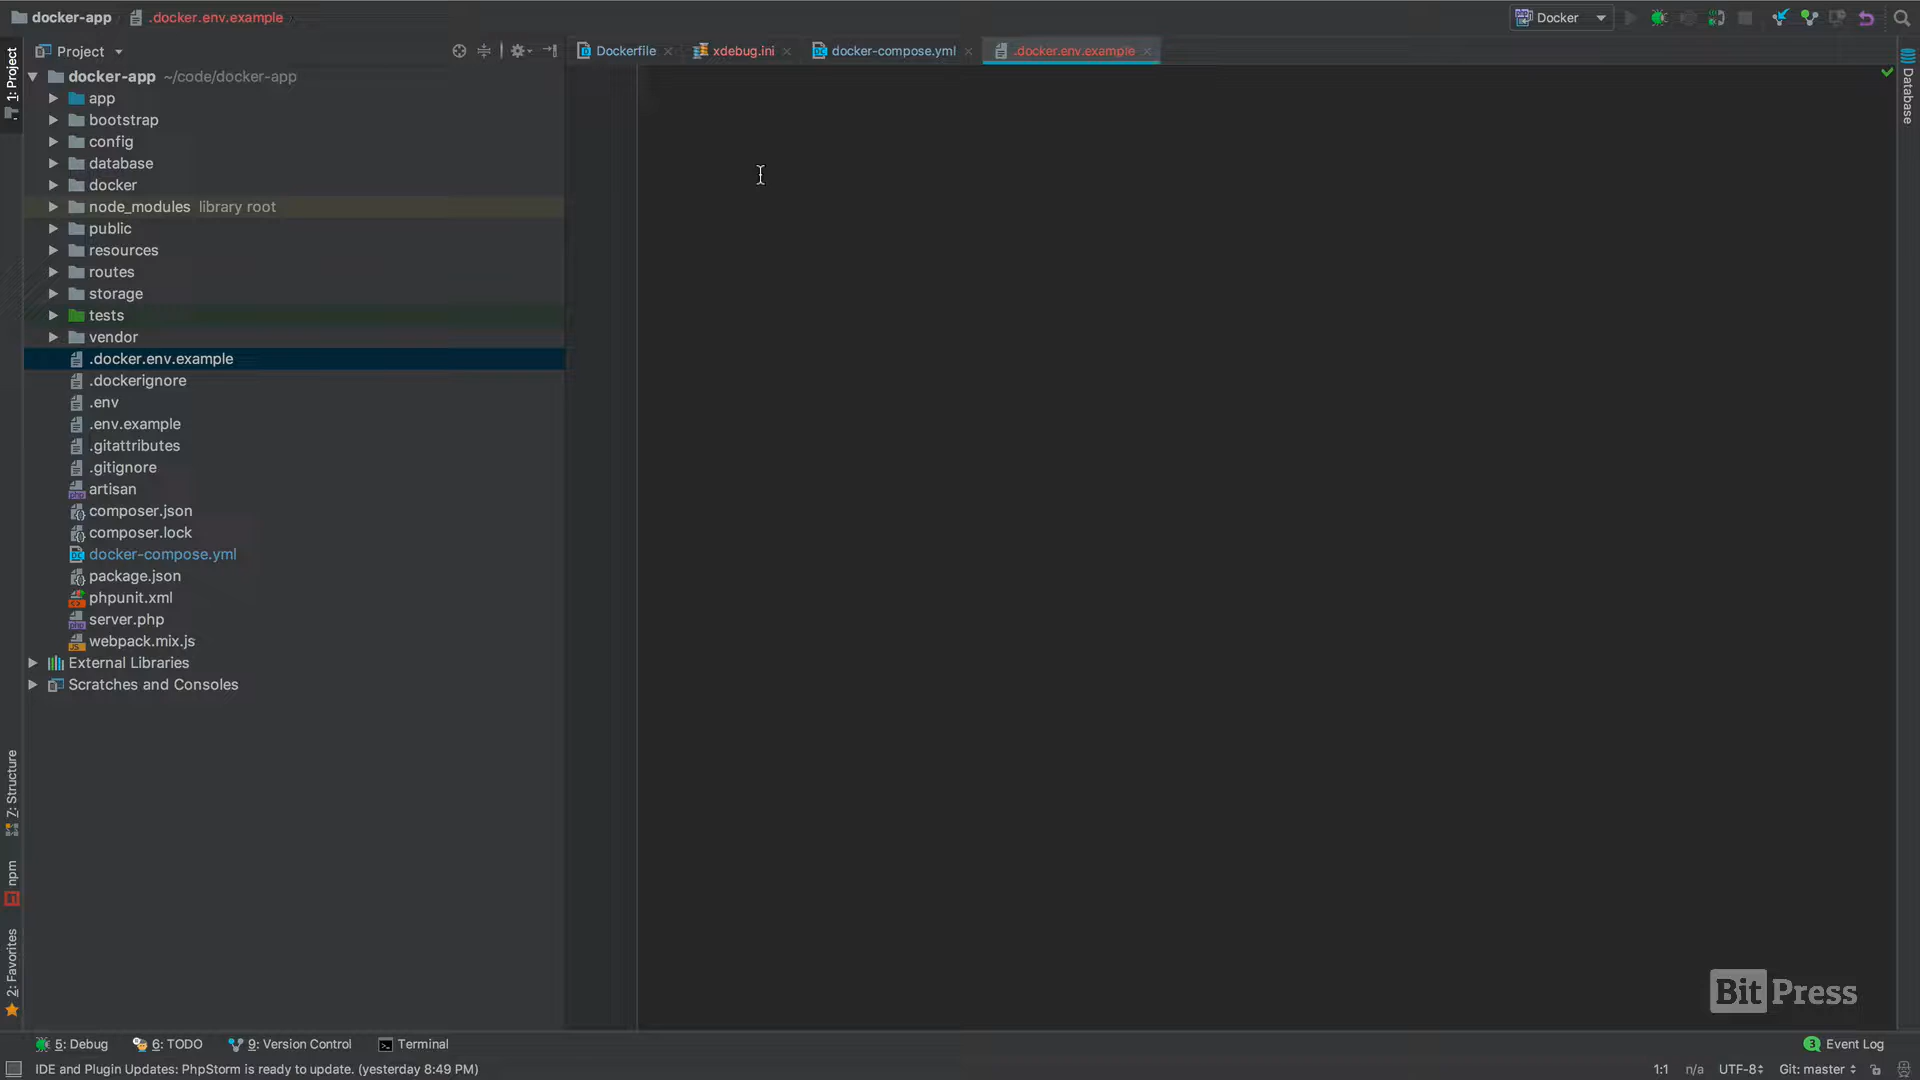 docker-app .docker.env.example
Docker
Project
Dockerfile
xdebug.ini
docker-compose.yml
.docker.env.example
1: Project
Database
docker-app ~/code/docker-app
app
bootstrap
config
database
docker
node_modules library root
public
resources
routes
storage
tests
vendor
.docker.env.example
.dockerignore
.env
.env.example
.gitattributes
.gitignore
artisan
composer.json
composer.lock
docker-compose.yml
package.json
phpunit.xml
server.php
webpack.mix.js
External Libraries
Scratches and Consoles
Z: Structure
npm
2: Favorites
Bit Press
5: Debug
6: TODO
9: Version Control
Terminal
3 Event Log
IDE and Plugin Updates: PhpStorm is ready to update. (yesterday 8:49 PM)
1:1 n/a UTF-8 Git: master